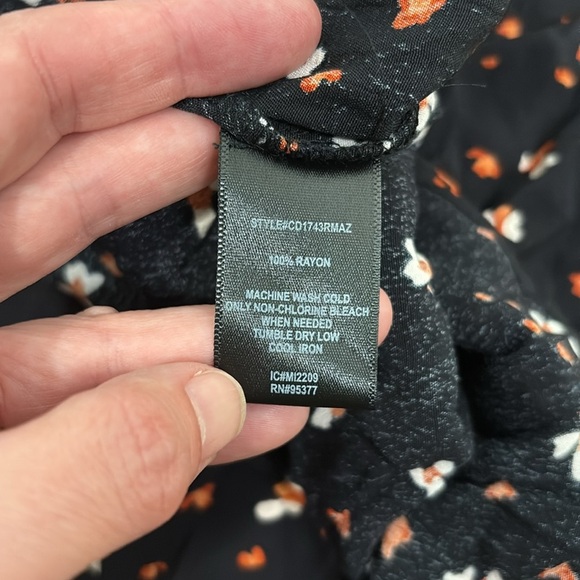 STYLE#CD1743RMAZ
100% RAYON
MACHINE WASH COLD
ONLY NON-CHLORINE BLEACH
WHEN NEEDED
TUMBLE DRY LOW
COOL IRON
IC#MI2209
RN#95377